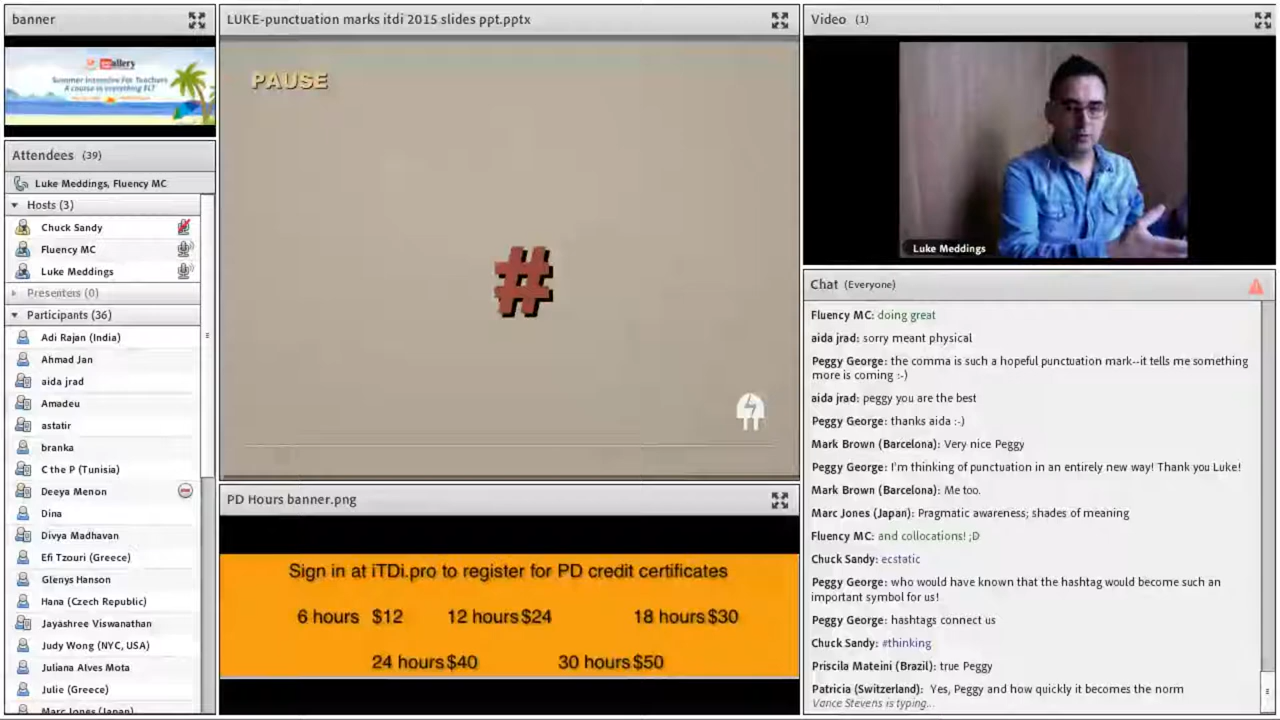 banner
allery
Summer Intensive For Teachers
A course in everything ELT
Attendees (39)
Luke Meddings, Fluency MC
Hosts (3)
Chuck Sandy
Fluency MC
Luke Meddings
Presenters (0)
Participants (36)
Adi Rajan (India)
Ahmad Jan
aida jrad
Amadeu
astatir
branka
C the P (Tunisia)
Deeya Menon
Dina
Divya Madhavan
Efi Tzouri (Greece)
Glenys Hanson
Hana (Czech Republic)
Jayashree Viswanathan
Judy Wong (NYC, USA)
Juliana Alves Mota
Julie (Greece)
Marc Jones (Japan)
LUKE-punctuation marks itdi 2015 slides ppt.pptx
PAUSE
#
PD Hours banner.png
Sign in at iTDi.pro to register for PD credit certificates
6 hours $12 12 hours $24 18 hours $30
24 hours $40 30 hours $50
Video (1)
Luke Meddings
Chat (Everyone)
Fluency MC: doing great
aida jrad: sorry meant physical
Peggy George: the comma is such a hopeful punctuation mark--it tells me something
more is coming :-)
aida jrad: peggy you are the best
Peggy George: thanks aida :-)
Mark Brown (Barcelona): Very nice Peggy
Peggy George: I'm thinking of punctuation in an entirely new way! Thank you Luke!
Mark Brown (Barcelona): Me too.
Marc Jones (Japan): Pragmatic awareness; shades of meaning
Fluency MC: and collocations! ;D
Chuck Sandy: ecstatic
Peggy George: who would have known that the hashtag would become such an
important symbol for us!
Peggy George: hashtags connect us
Chuck Sandy: #thinking
Priscila Mateini (Brazil): true Peggy
Patricia (Switzerland): Yes, Peggy and how quickly it becomes the norm
Vance Stevens is typing...